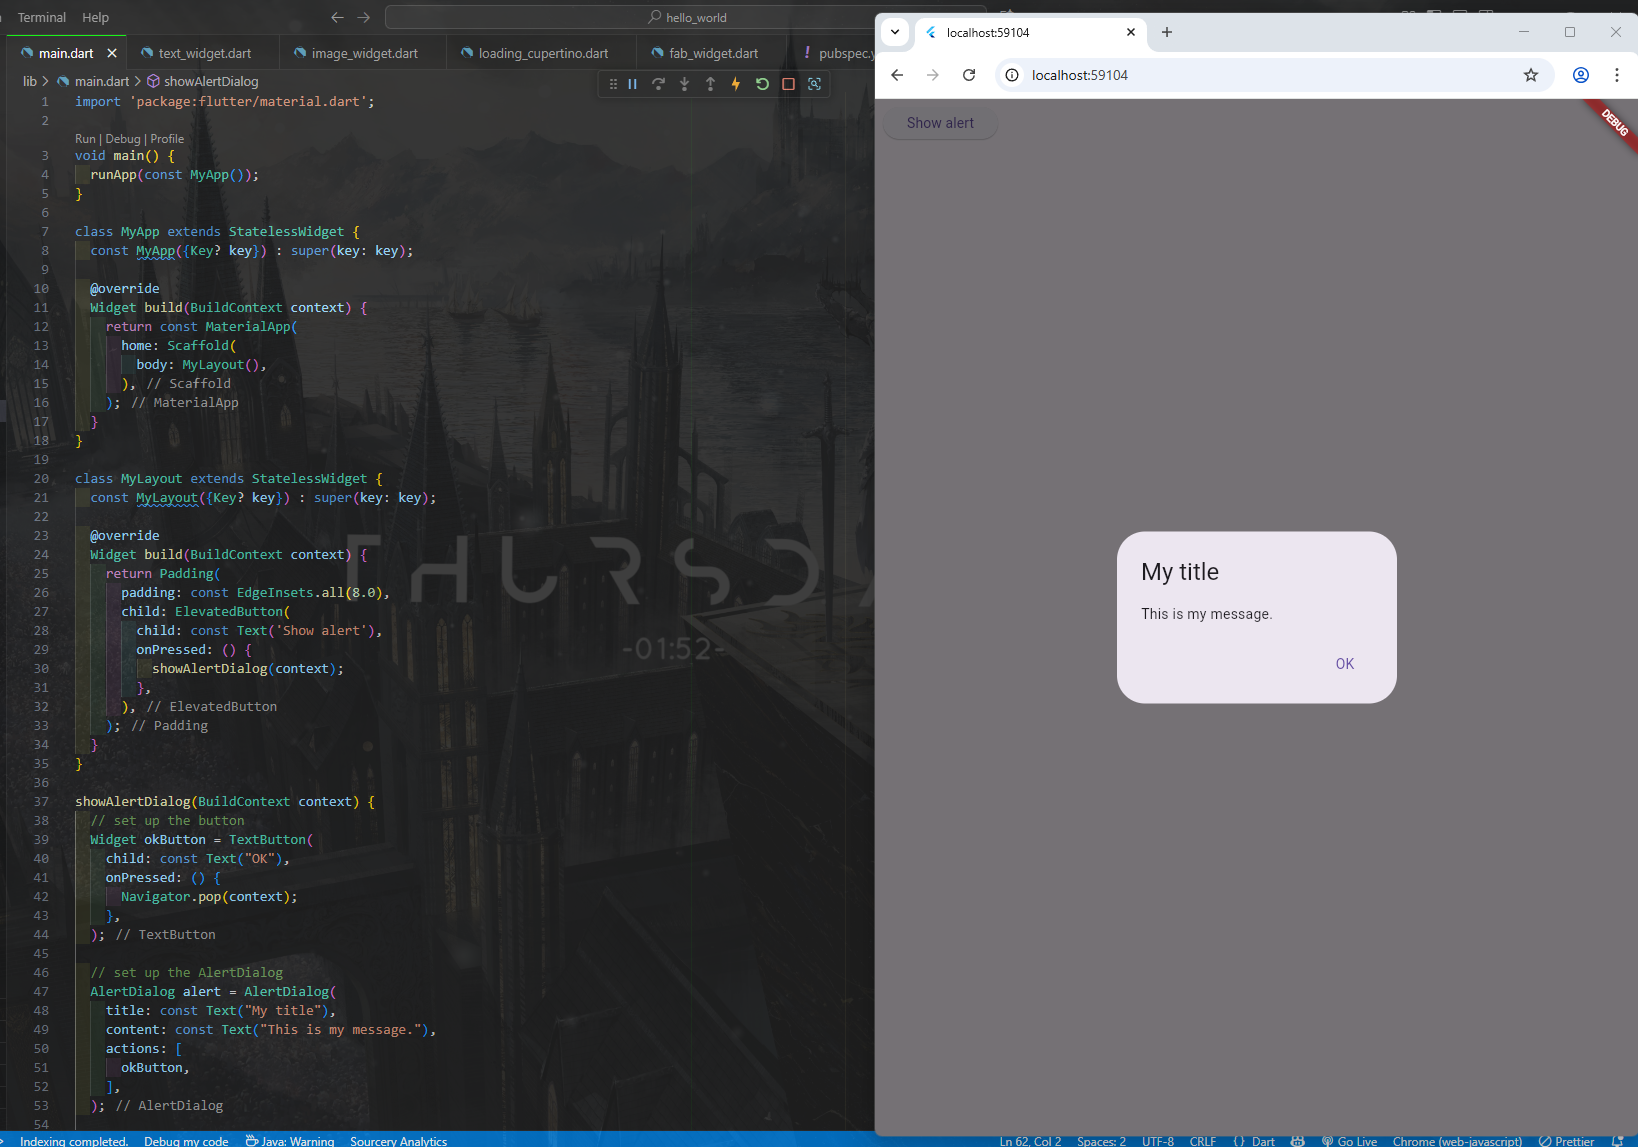 Terminal Help
hello_world
main.dart
text_widget.dart
image_widget.dart
loading_cupertino.dart
fab_widget.dart
! pubspec.y
lib > main.dart > showAlertDialog
1 import 'package:flutter/material.dart';
2
Run | Debug | Profile
3 void main() {
4 runApp(const MyApp());
5 }
6
7 class MyApp extends StatelessWidget {
8 const MyApp({Key? key}) : super(key: key);
9
10 @override
11 Widget build(BuildContext context) {
12 return const MaterialApp(
13 home: Scaffold(
14 body: MyLayout(),
15 ), // Scaffold
16 ); // MaterialApp
17 }
18 }
19
20 class MyLayout extends StatelessWidget {
21 const MyLayout({Key? key}) : super(key: key);
22
23 @override
24 Widget build(BuildContext context) {
25 return Padding(
26 padding: const EdgeInsets.all(8.0),
27 child: ElevatedButton(
28 child: const Text('Show alert'),
29 onPressed: () {
30 showAlertDialog(context);
31 },
32 ), // ElevatedButton
33 ); // Padding
34 }
35 }
36
37 showAlertDialog(BuildContext context) {
38 // set up the button
39 Widget okButton = TextButton(
40 child: const Text("OK"),
41 onPressed: () {
42 Navigator.pop(context);
43 },
44 ); // TextButton
45
46 // set up the AlertDialog
47 AlertDialog alert = AlertDialog(
48 title: const Text("My title"),
49 content: const Text("This is my message."),
50 actions: [
51 okButton,
52 ],
53 ); // AlertDialog
54
THURSDA
-01:52-
localhost:59104
localhost:59104
Show alert
DEBUG
My title
This is my message.
OK
Indexing completed. Debug my code Java: Warning Sourcery Analytics
Ln 62, Col 2 Spaces: 2 UTF-8 CRLF {} Dart Go Live Chrome (web-javascript) Prettier